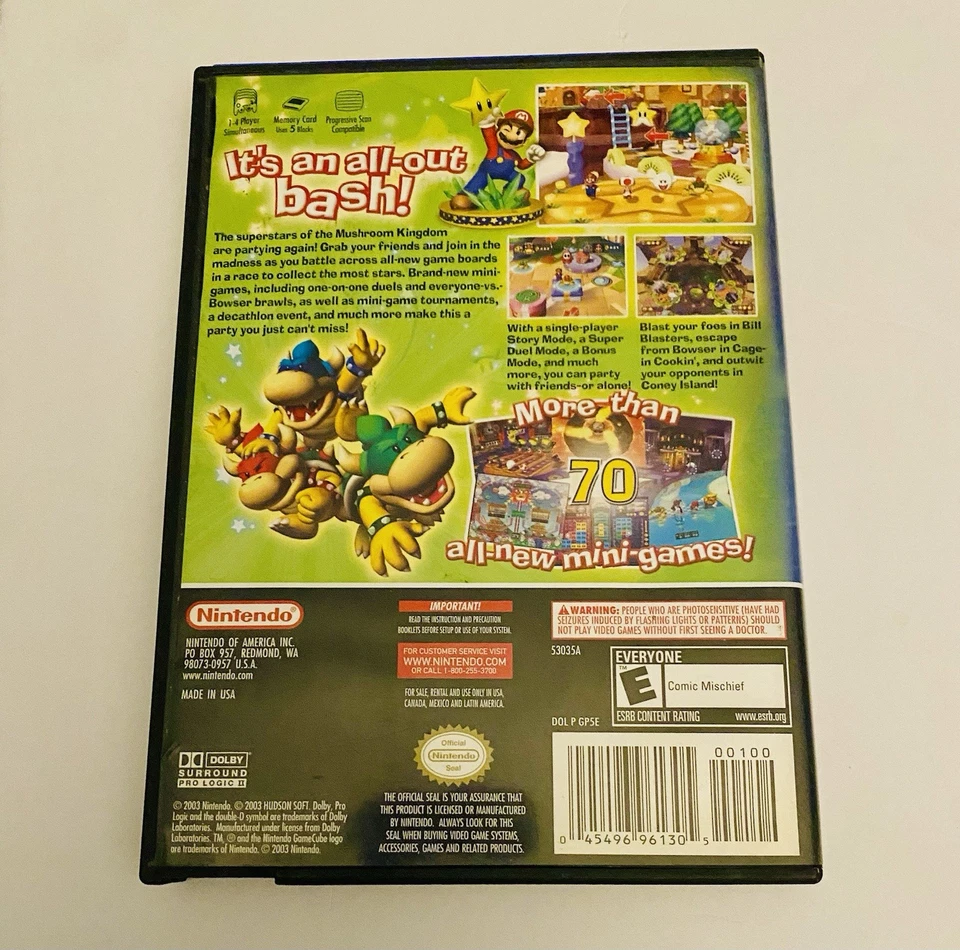 1-4 Player
Simultaneous
Memory Card
Uses 5 Blocks
Progressive Scan
Compatible
It's an all-out
bash!
The superstars of the Mushroom Kingdom
are partying again! Grab your friends and join in the
madness as you battle across all-new game boards
in a race to collect the most stars. Brand-new mini-
games, including one-on-one duels and everyone-vs.-
Bowser brawls, as well as mini-game tournaments,
a decathlon event, and much more make this a
party you just can't miss!
With a single-player
Story Mode, a Super
Duel Mode, a Bonus
Mode, and much
more, you can party
with friends-or alone!
Blast your foes in Bill
Blasters, escape
from Bowser in Cage-
in Cookin', and outwit
your opponents in
Coney Island!
More than
70
all-new mini-games!
Nintendo®
NINTENDO OF AMERICA INC.
PO BOX 957, REDMOND, WA
98073-0957 U.S.A.
www.nintendo.com
MADE IN USA
IMPORTANT!
READ THE INSTRUCTION AND PRECAUTION
BOOKLETS BEFORE SETUP OR USE OF YOUR SYSTEM.
FOR CUSTOMER SERVICE VISIT
WWW.NINTENDO.COM
OR CALL 1-800-255-3700
FOR SALE, RENTAL AND USE ONLY IN USA,
CANADA, MEXICO AND LATIN AMERICA.
WARNING: PEOPLE WHO ARE PHOTOSENSITIVE (HAVE HAD
SEIZURES INDUCED BY FLASHING LIGHTS OR PATTERNS) SHOULD
NOT PLAY VIDEO GAMES WITHOUT FIRST SEEING A DOCTOR.
53035A
EVERYONE
TM
E
Comic Mischief
ESRB CONTENT RATING www.esrb.org
DOL P GP5E
DOLBY
SURROUND
PRO LOGIC II
© 2003 Nintendo. © 2003 HUDSON SOFT. Dolby, Pro
Logic and the double-D symbol are trademarks of Dolby
Laboratories. Manufactured under license from Dolby
Laboratories. TM, ® and the Nintendo GameCube logo
are trademarks of Nintendo. © 2003 Nintendo.
Official
Nintendo
Seal
THE OFFICIAL SEAL IS YOUR ASSURANCE THAT
THIS PRODUCT IS LICENSED OR MANUFACTURED
BY NINTENDO. ALWAYS LOOK FOR THIS
SEAL WHEN BUYING VIDEO GAME SYSTEMS,
ACCESSORIES, GAMES AND RELATED PRODUCTS.
00100
0 45496 96130 5